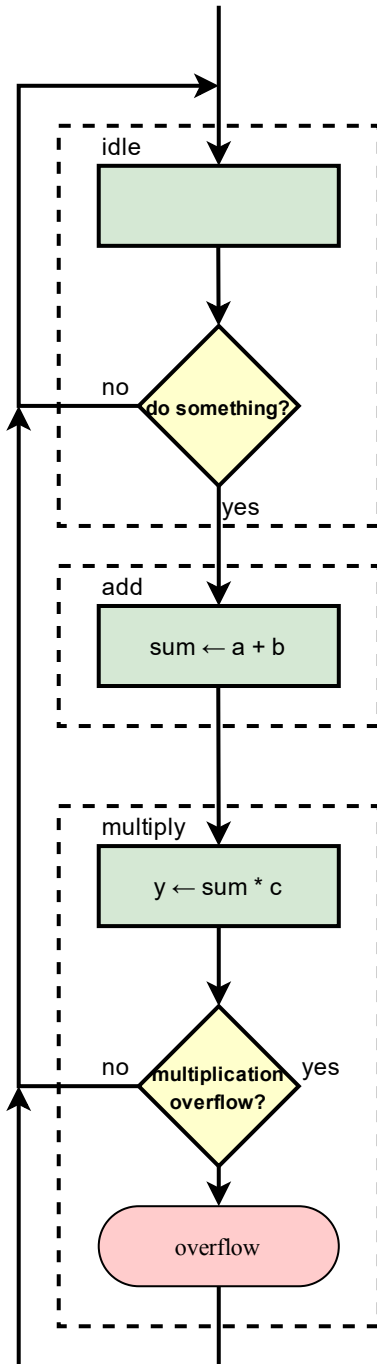 idle
no
do something?
yes
add
sum ← a + b
multiply
y ← sum * c
no
multiplication
overflow?
yes
overflow